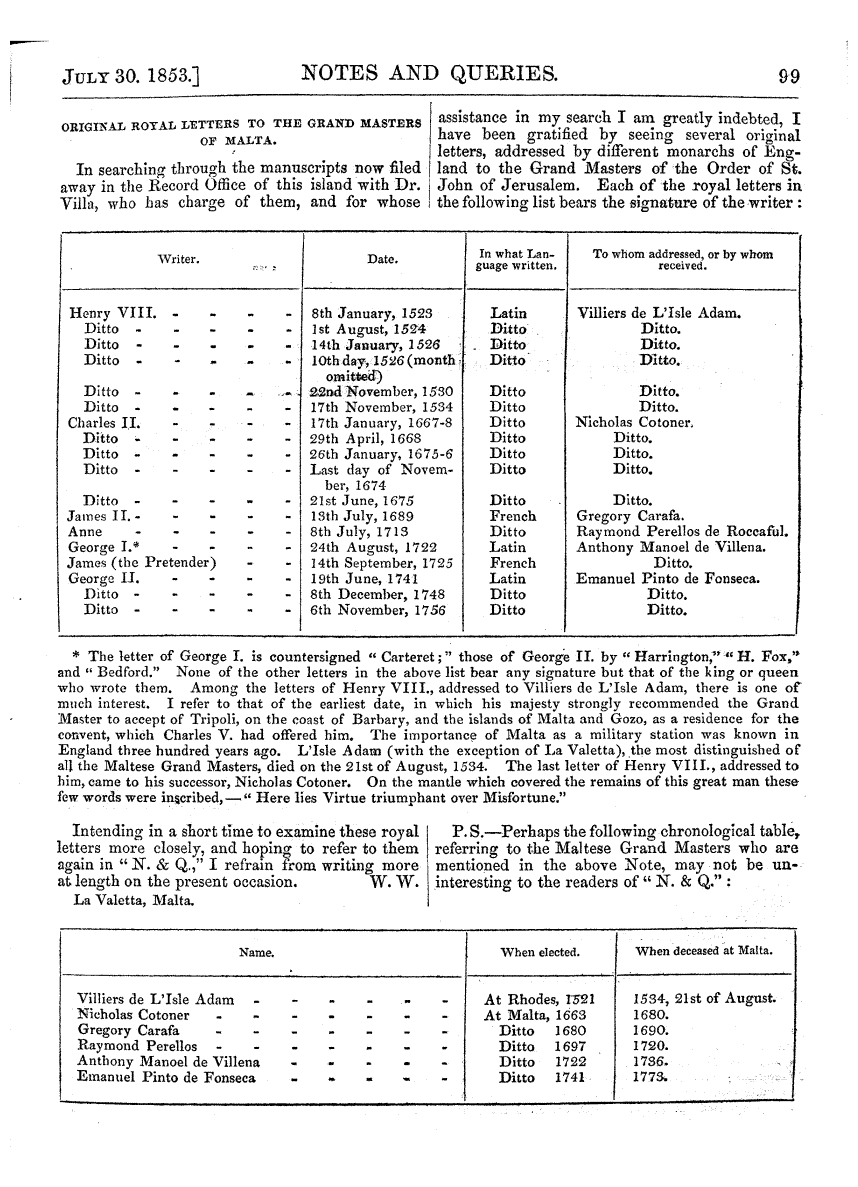 JULY 30. 1853.] NOTES AND QUERIES. 99
ORIGINAL ROYAL LETTERS TO THE GRAND MASTERS
OF MALTA.
In searching through the manuscripts now filed
away in the Record Office of this island with Dr.
Villa, who has charge of them, and for whose
assistance in my search I am greatly indebted, I
have been gratified by seeing several original
letters, addressed by different monarchs of Eng-
land to the Grand Masters of the Order of St.
John of Jerusalem. Each of the royal letters in
the following list bears the signature of the writer :
Writer. Date. In what Lan- To whom addressed, or by whom
guage written. received.
Henry VIII. - - - - 8th January, 1523 Latin Villiers de L'Isle Adam.
Ditto - - - - - 1st August, 1524 Ditto Ditto.
Ditto - - - - - 14th January, 1526 Ditto Ditto.
Ditto - - - - - 10th day, 1526 (month Ditto Ditto.
omitted)
Ditto - - - - - 22nd November, 1530 Ditto Ditto.
Ditto - - - - - 17th November, 1534 Ditto Ditto.
Charles II. - - - - 17th January, 1667-8 Ditto Nicholas Cotoner.
Ditto - - - - - 29th April, 1668 Ditto Ditto.
Ditto - - - - - 26th January, 1675-6 Ditto Ditto.
Ditto - - - - - Last day of Novem- Ditto Ditto.
ber, 1674
Ditto - - - - - 21st June, 1675 Ditto Ditto.
James II. - - - - - 13th July, 1689 French Gregory Carafa.
Anne - - - - - 8th July, 1713 Ditto Raymond Perellos de Roccaful.
George I.* - - - - 24th August, 1722 Latin Anthony Manoel de Villena.
James (the Pretender) - - 14th September, 1725 French Ditto.
George II. - - - - 19th June, 1741 Latin Emanuel Pinto de Fonseca.
Ditto - - - - - 8th December, 1748 Ditto Ditto.
Ditto - - - - - 6th November, 1756 Ditto Ditto.
* The letter of George I. is countersigned " Carteret ; " those of George II. by " Harrington," " H. Fox,"
and " Bedford." None of the other letters in the above list bear any signature but that of the king or queen
who wrote them. Among the letters of Henry VIII., addressed to Villiers de L'Isle Adam, there is one of
much interest. I refer to that of the earliest date, in which his majesty strongly recommended the Grand
Master to accept of Tripoli, on the coast of Barbary, and the islands of Malta and Gozo, as a residence for the
convent, which Charles V. had offered him. The importance of Malta as a military station was known in
England three hundred years ago. L'Isle Adam (with the exception of La Valetta), the most distinguished of
all the Maltese Grand Masters, died on the 21st of August, 1534. The last letter of Henry VIII., addressed to
him, came to his successor, Nicholas Cotoner. On the mantle which covered the remains of this great man these
few words were inscribed, — " Here lies Virtue triumphant over Misfortune."
Intending in a short time to examine these royal
letters more closely, and hoping to refer to them
again in " N. & Q.," I refrain from writing more
at length on the present occasion. W. W.
La Valetta, Malta.
P. S.—Perhaps the following chronological table,
referring to the Maltese Grand Masters who are
mentioned in the above Note, may not be un-
interesting to the readers of " N. & Q." :
Name. When elected. When deceased at Malta.
Villiers de L'Isle Adam - - - - - - At Rhodes, 1521 1534, 21st of August.
Nicholas Cotoner - - - - - - - At Malta, 1663 1680.
Gregory Carafa - - - - - - - Ditto 1680 1690.
Raymond Perellos - - - - - - - Ditto 1697 1720.
Anthony Manoel de Villena - - - - - Ditto 1722 1736.
Emanuel Pinto de Fonseca - - - - - Ditto 1741 1773.